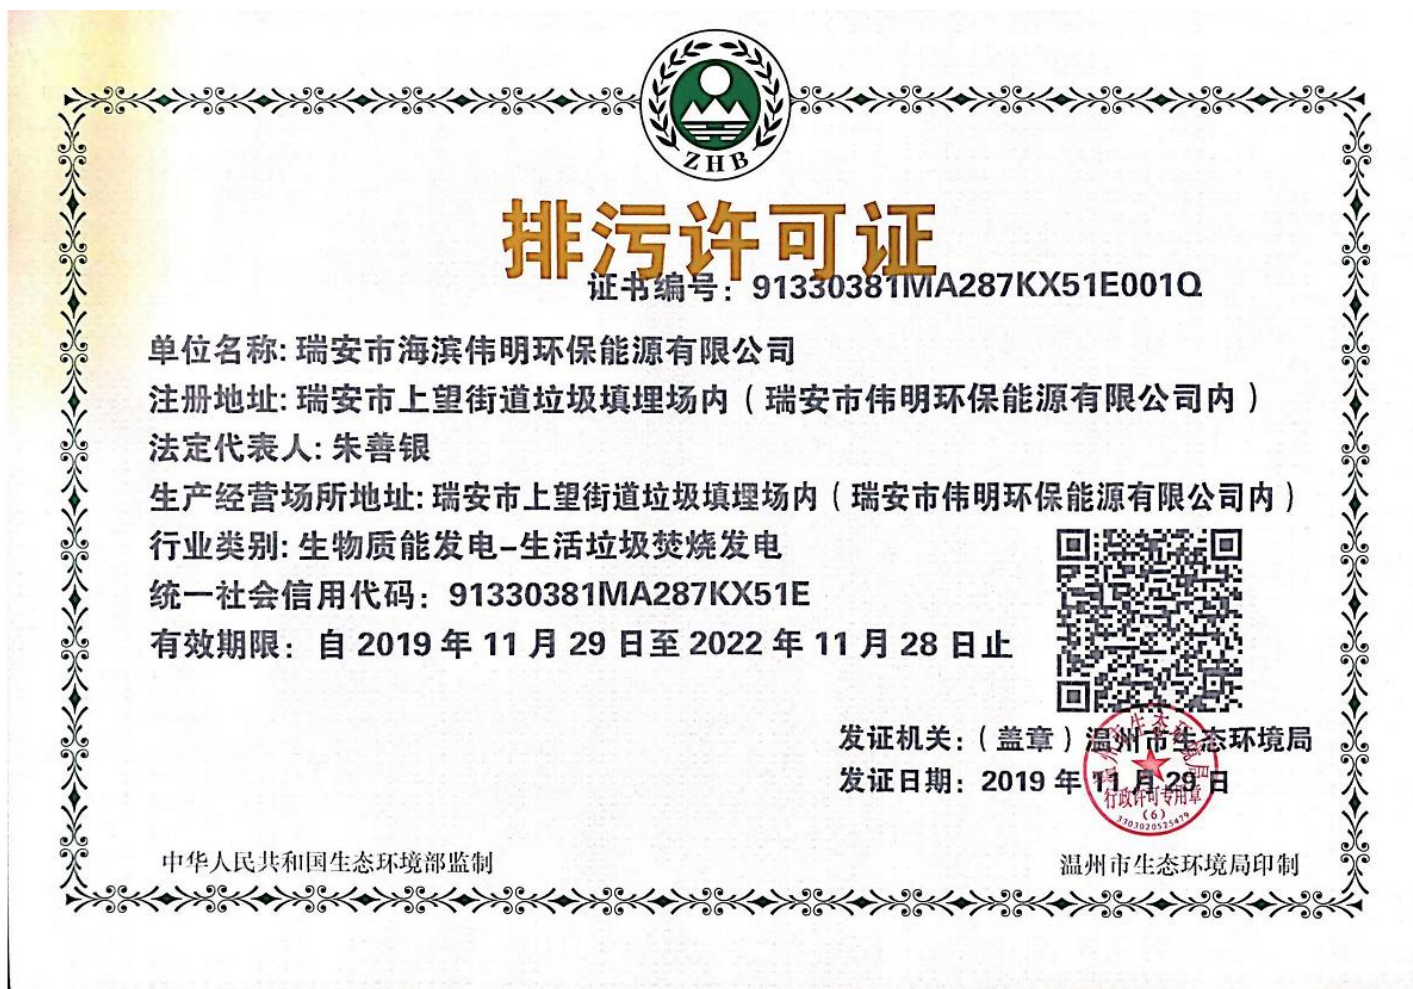 ZHB
排污许可证
证书编号：91330381MA287KX51E001Q
单位名称: 瑞安市海滨伟明环保能源有限公司
注册地址: 瑞安市上望街道垃圾填埋场内（瑞安市伟明环保能源有限公司内）
法定代表人: 朱善银
生产经营场所地址: 瑞安市上望街道垃圾填埋场内（瑞安市伟明环保能源有限公司内）
行业类别: 生物质能发电–生活垃圾焚烧发电
统一社会信用代码：91330381MA287KX51E
有效期限：自 2019 年 11 月 29 日至 2022 年 11 月 28 日止
发证机关：（盖章）温州市生态环境局
发证日期：2019 年 11 月 29 日
温州市生态环境局
行政许可专用章
（6）
3303020525479
中华人民共和国生态环境部监制
温州市生态环境局印制